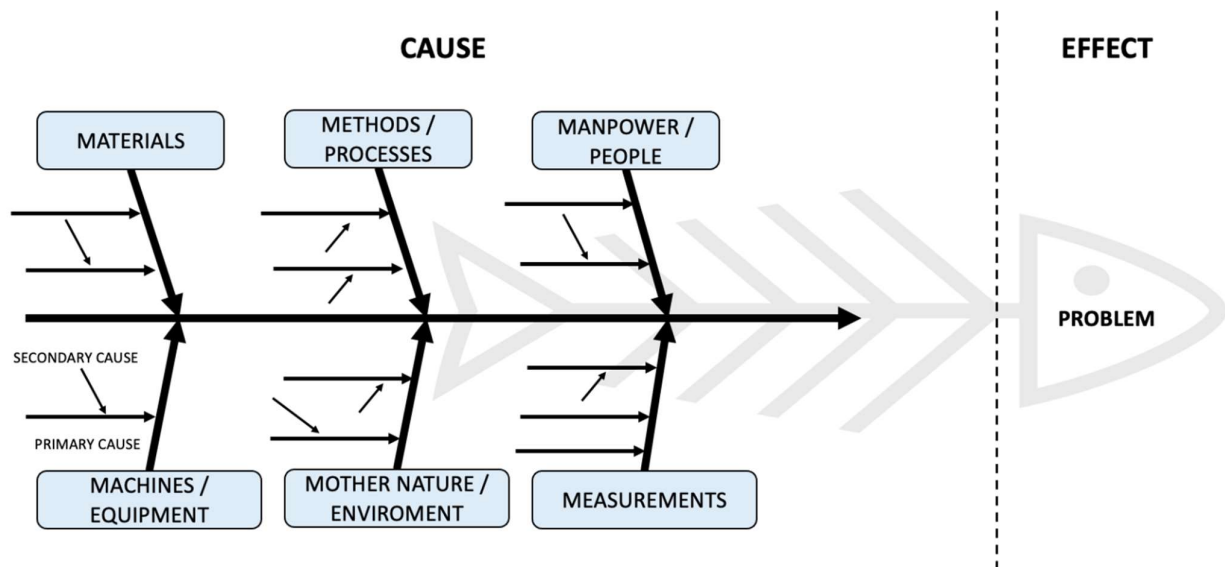 CAUSE
EFFECT
MATERIALS
METHODS /
PROCESSES
MANPOWER /
PEOPLE
PROBLEM
SECONDARY CAUSE
PRIMARY CAUSE
MACHINES /
EQUIPMENT
MOTHER NATURE /
ENVIROMENT
MEASUREMENTS